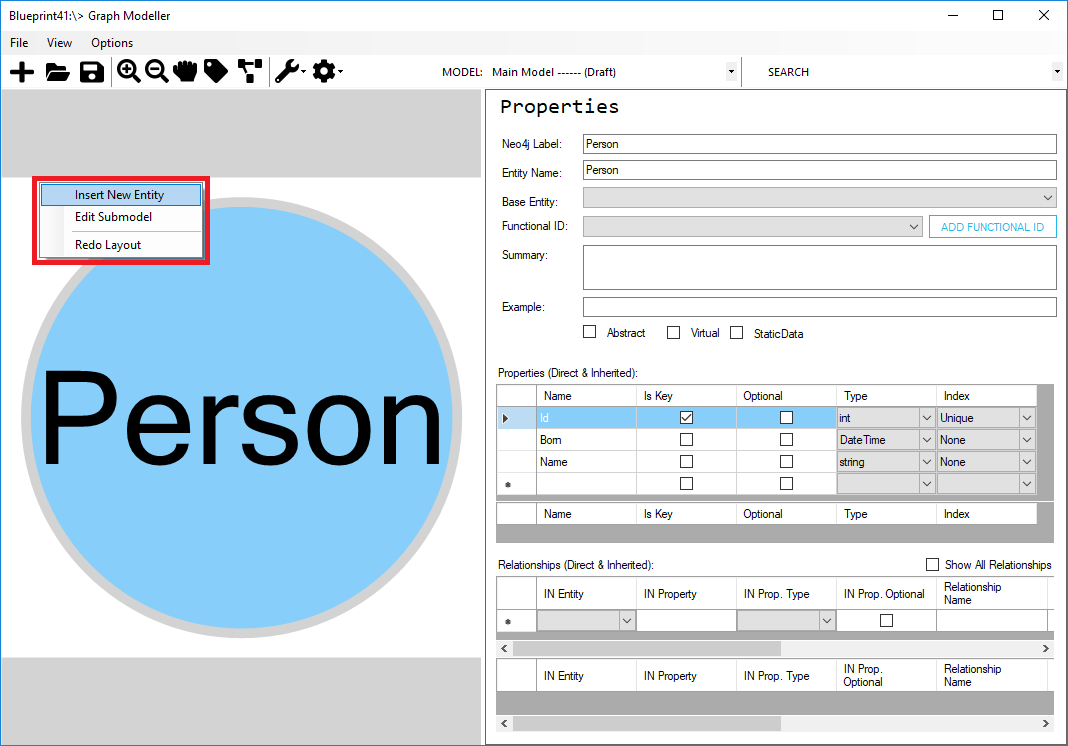 Blueprint41:\> Graph Modeller
File View Options
MODEL: Main Model ------ (Draft) SEARCH
Insert New Entity
Edit Submodel
Redo Layout
Person
Properties
Neo4j Label: Person
Entity Name: Person
Base Entity:
Functional ID: ADD FUNCTIONAL ID
Summary:
Example:
Abstract Virtual StaticData
Properties (Direct & Inherited):
Name Is Key Optional Type Index
Id int Unique
Born DateTime None
Name string None
Name Is Key Optional Type Index
Relationships (Direct & Inherited): Show All Relationships
IN Entity IN Property IN Prop. Type IN Prop. Optional Relationship
Name
IN Entity IN Property IN Prop. Type IN Prop.
Optional Relationship
Name